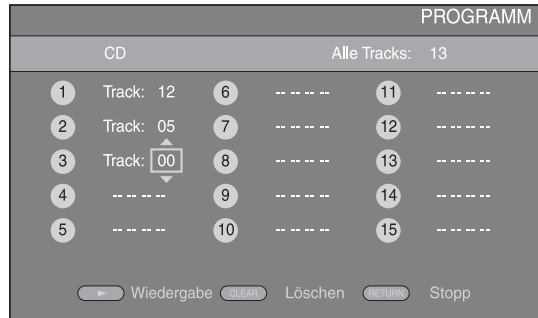 PROGRAMM
CD Alle Tracks: 13
1 Track: 12 6 -- -- -- -- 11 -- -- -- --
2 Track: 05 7 -- -- -- -- 12 -- -- -- --
3 Track: 00 8 -- -- -- -- 13 -- -- -- --
4 -- -- -- -- 9 -- -- -- -- 14 -- -- -- --
5 -- -- -- -- 10 -- -- -- -- 15 -- -- -- --
Wiedergabe CLEAR Löschen RETURN Stopp